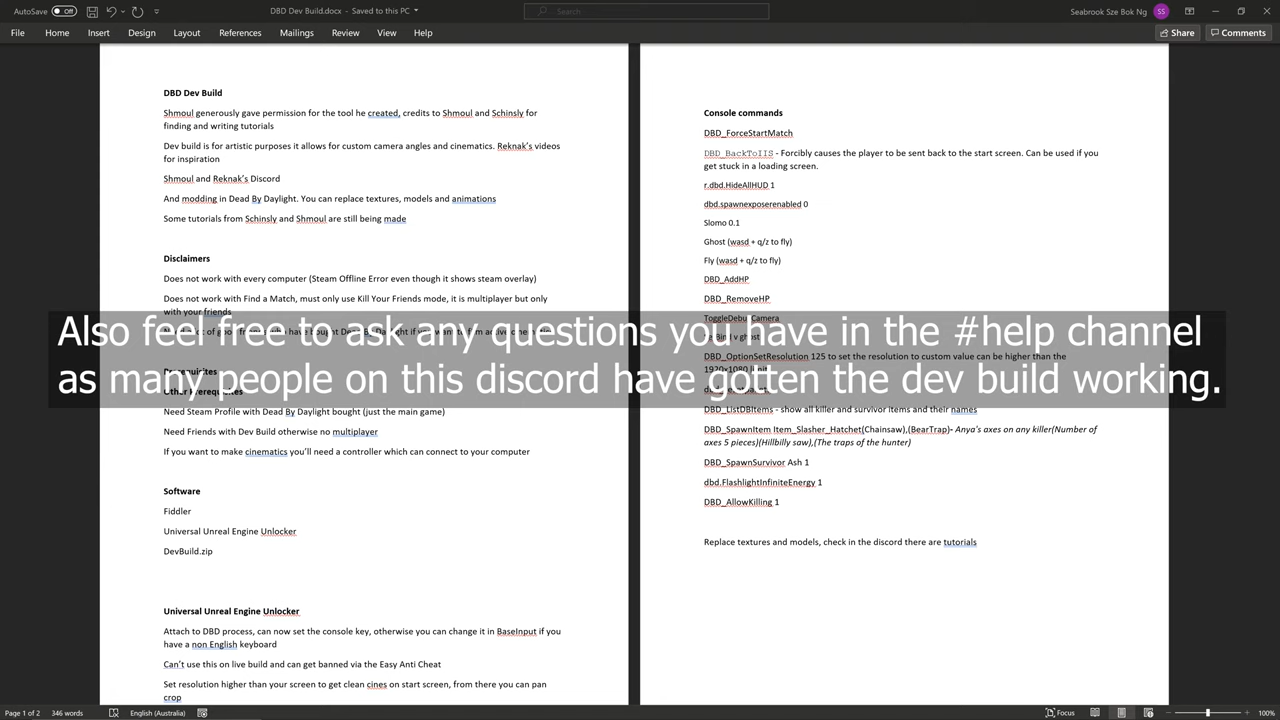 AutoSave Off
DBD Dev Build.docx - Saved to this PC
Search
Seabrook Sze Bok Ng SS
File Home Insert Design Layout References Mailings Review View Help
Share Comments
DBD Dev Build
Shmoul generously gave permission for the tool he created, credits to Shmoul and Schinsly for
finding and writing tutorials
Dev build is for artistic purposes it allows for custom camera angles and cinematics. Reknak's videos
for inspiration
Shmoul and Reknak's Discord
And modding in Dead By Daylight. You can replace textures, models and animations
Some tutorials from Schinsly and Shmoul are still being made
Disclaimers
Does not work with every computer (Steam Offline Error even though it shows steam overlay)
Does not work with Find a Match, must only use Kill Your Friends mode, it is multiplayer but only
with your friends
Also feel free to ask any questions you have in the #help channel
as many people on this discord have gotten the dev build working.
Other Prerequisites
Need Steam Profile with Dead By Daylight bought (just the main game)
Need Friends with Dev Build otherwise no multiplayer
If you want to make cinematics you'll need a controller which can connect to your computer
Software
Fiddler
Universal Unreal Engine Unlocker
DevBuild.zip
Universal Unreal Engine Unlocker
Attach to DBD process, can now set the console key, otherwise you can change it in BaseInput if you
have a non English keyboard
Can't use this on live build and can get banned via the Easy Anti Cheat
Set resolution higher than your screen to get clean cines on start screen, from there you can pan
crop
Console commands
DBD_ForceStartMatch
DBD_BackToIIS - Forcibly causes the player to be sent back to the start screen. Can be used if you
get stuck in a loading screen.
r.dbd.HideAllHUD 1
dbd.spawnexposerenabled 0
Slomo 0.1
Ghost (wasd + q/z to fly)
Fly (wasd + q/z to fly)
DBD_AddHP
DBD_RemoveHP
ToggleDebu Camera
v ghost
DBD_OptionSetResolution 125 to set the resolution to custom value can be higher than the
1920x1080 limit
DBD_ListDBItems - show all killer and survivor items and their names
DBD_SpawnItem Item_Slasher_Hatchet(Chainsaw),(BearTrap)- Anya's axes on any killer(Number of
axes 5 pieces)(Hillbilly saw),(The traps of the hunter)
DBD_SpawnSurvivor Ash 1
dbd.FlashlightInfiniteEnergy 1
DBD_AllowKilling 1
Replace textures and models, check in the discord there are tutorials
Page 1 of 2 346 words English (Australia)
Focus 100%